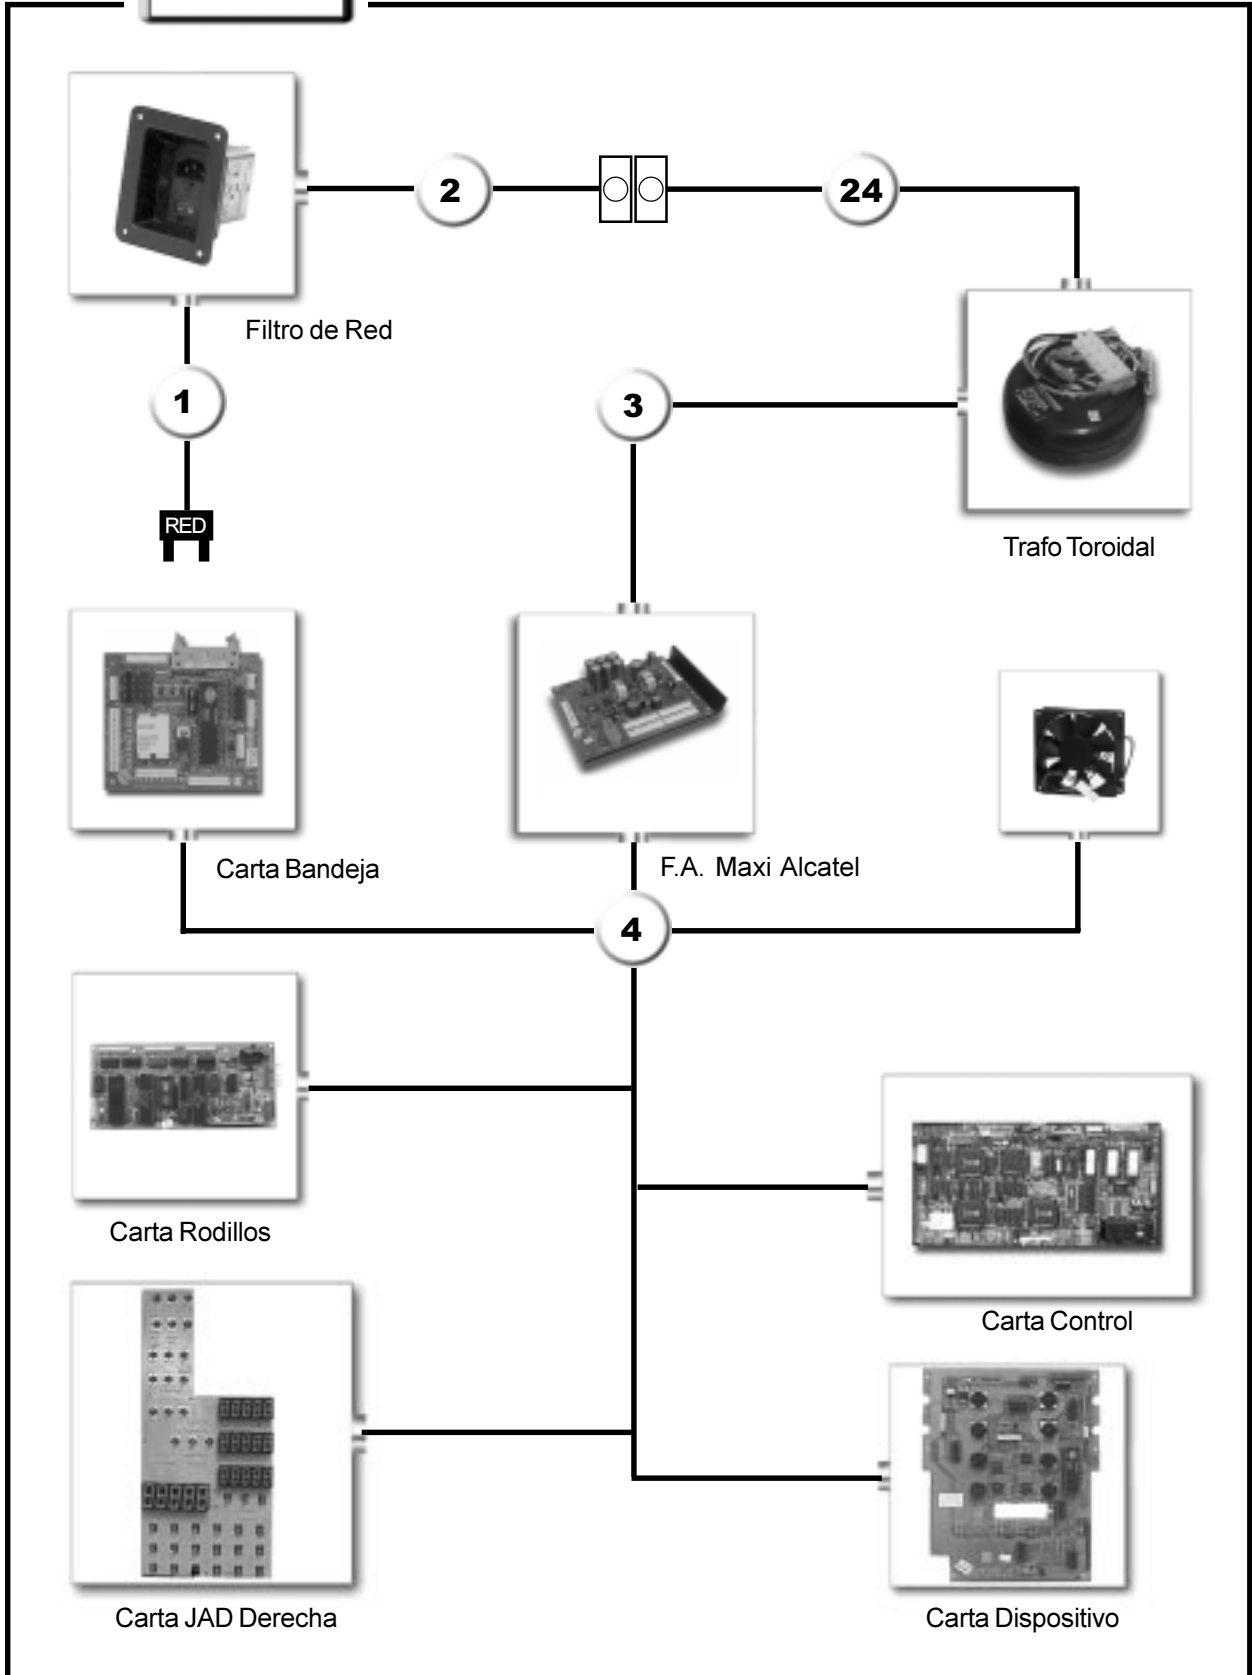 2
24
Filtro de Red
1
3
RED
Trafo Toroidal
Carta Bandeja
F.A. Maxi Alcatel
4
Carta Rodillos
Carta Control
Carta JAD Derecha
Carta Dispositivo